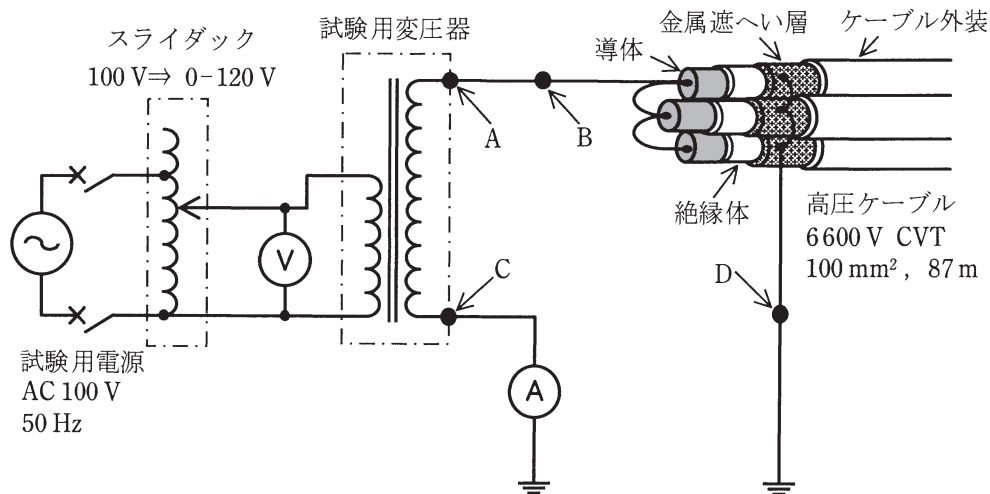 スライダック
100 V⇒ 0-120 V
試験用変圧器
金属遮へい層
ケーブル外装
導体
A
B
絶縁体
高圧ケーブル
6 600 V CVT
100 mm², 87 m
V
C
D
試験用電源
AC 100 V
50 Hz
A